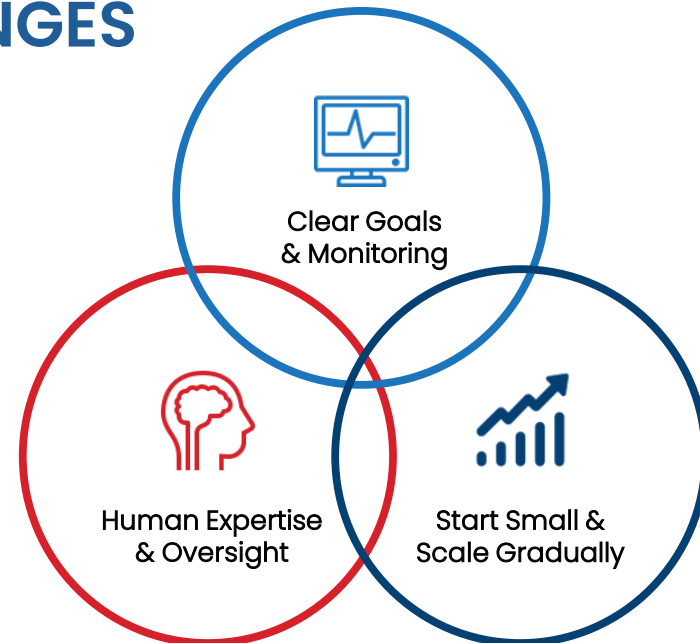 NGES
Clear Goals
& Monitoring
Human Expertise
& Oversight
Start Small &
Scale Gradually